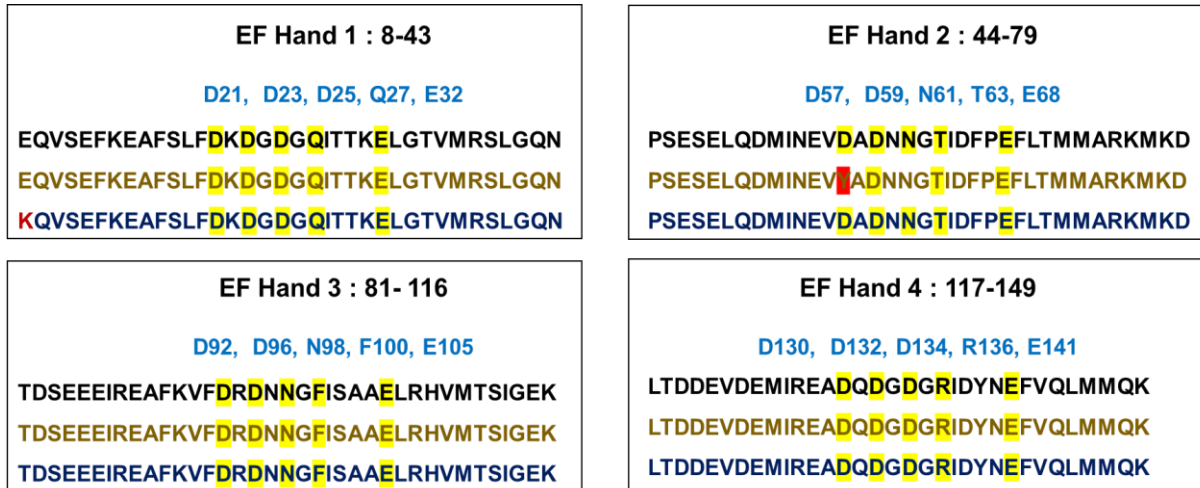 EF Hand 1 : 8-43
D21, D23, D25, Q27, E32
EQVSEFKEAFSLFDKDGDGQITTKELGTVMRSLGQN
EQVSEFKEAFSLFDKDGDGQITTKELGTVMRSLGQN
KQVSEFKEAFSLFDKDGDGQITTKELGTVMRSLGQN
EF Hand 2 : 44-79
D57, D59, N61, T63, E68
PSESELQDMINEVDADNNGTIDFPEFLTMMARKMKD
PSESELQDMINEVYADNNGTIDFPEFLTMMARKMKD
PSESELQDMINEVDADNNGTIDFPEFLTMMARKMKD
EF Hand 3 : 81- 116
D92, D96, N98, F100, E105
TDSEEEIREAFKVFDRDNNGFISAAELRHVMTSIGEK
TDSEEEIREAFKVFDRDNNGFISAAELRHVMTSIGEK
TDSEEEIREAFKVFDRDNNGFISAAELRHVMTSIGEK
EF Hand 4 : 117-149
D130, D132, D134, R136, E141
LTDDEVDEMIREADQDGDGRIDYNEFVQLMMQK
LTDDEVDEMIREADQDGDGRIDYNEFVQLMMQK
LTDDEVDEMIREADQDGDGRIDYNEFVQLMMQK